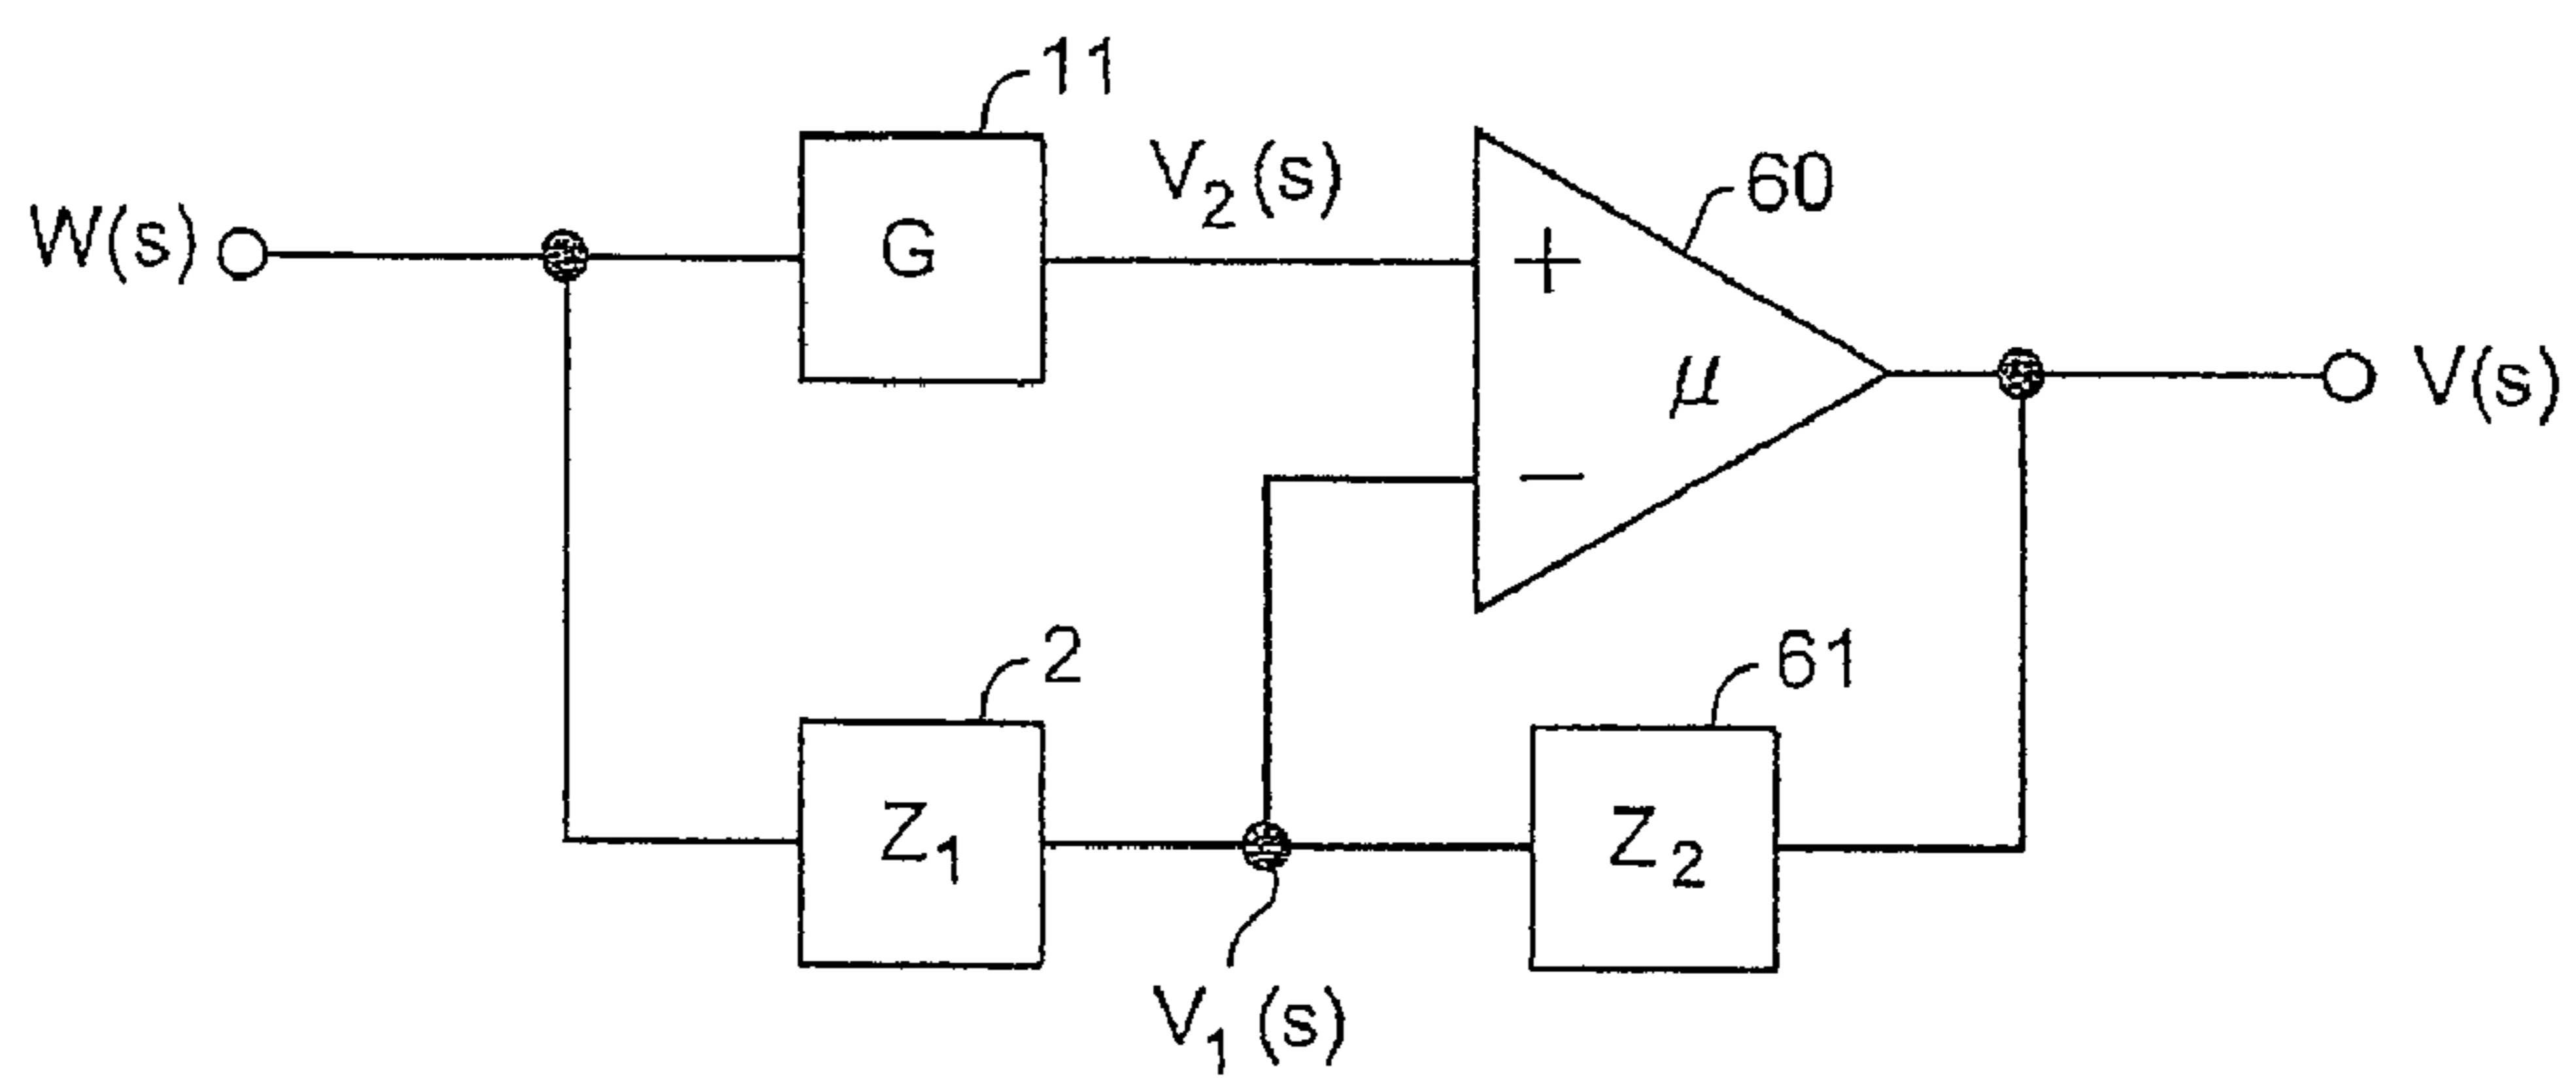 11
V₂(s)
60
W(s)
G
+
μ
V(s)
−
2
61
Z₁
Z₂
V₁(s)